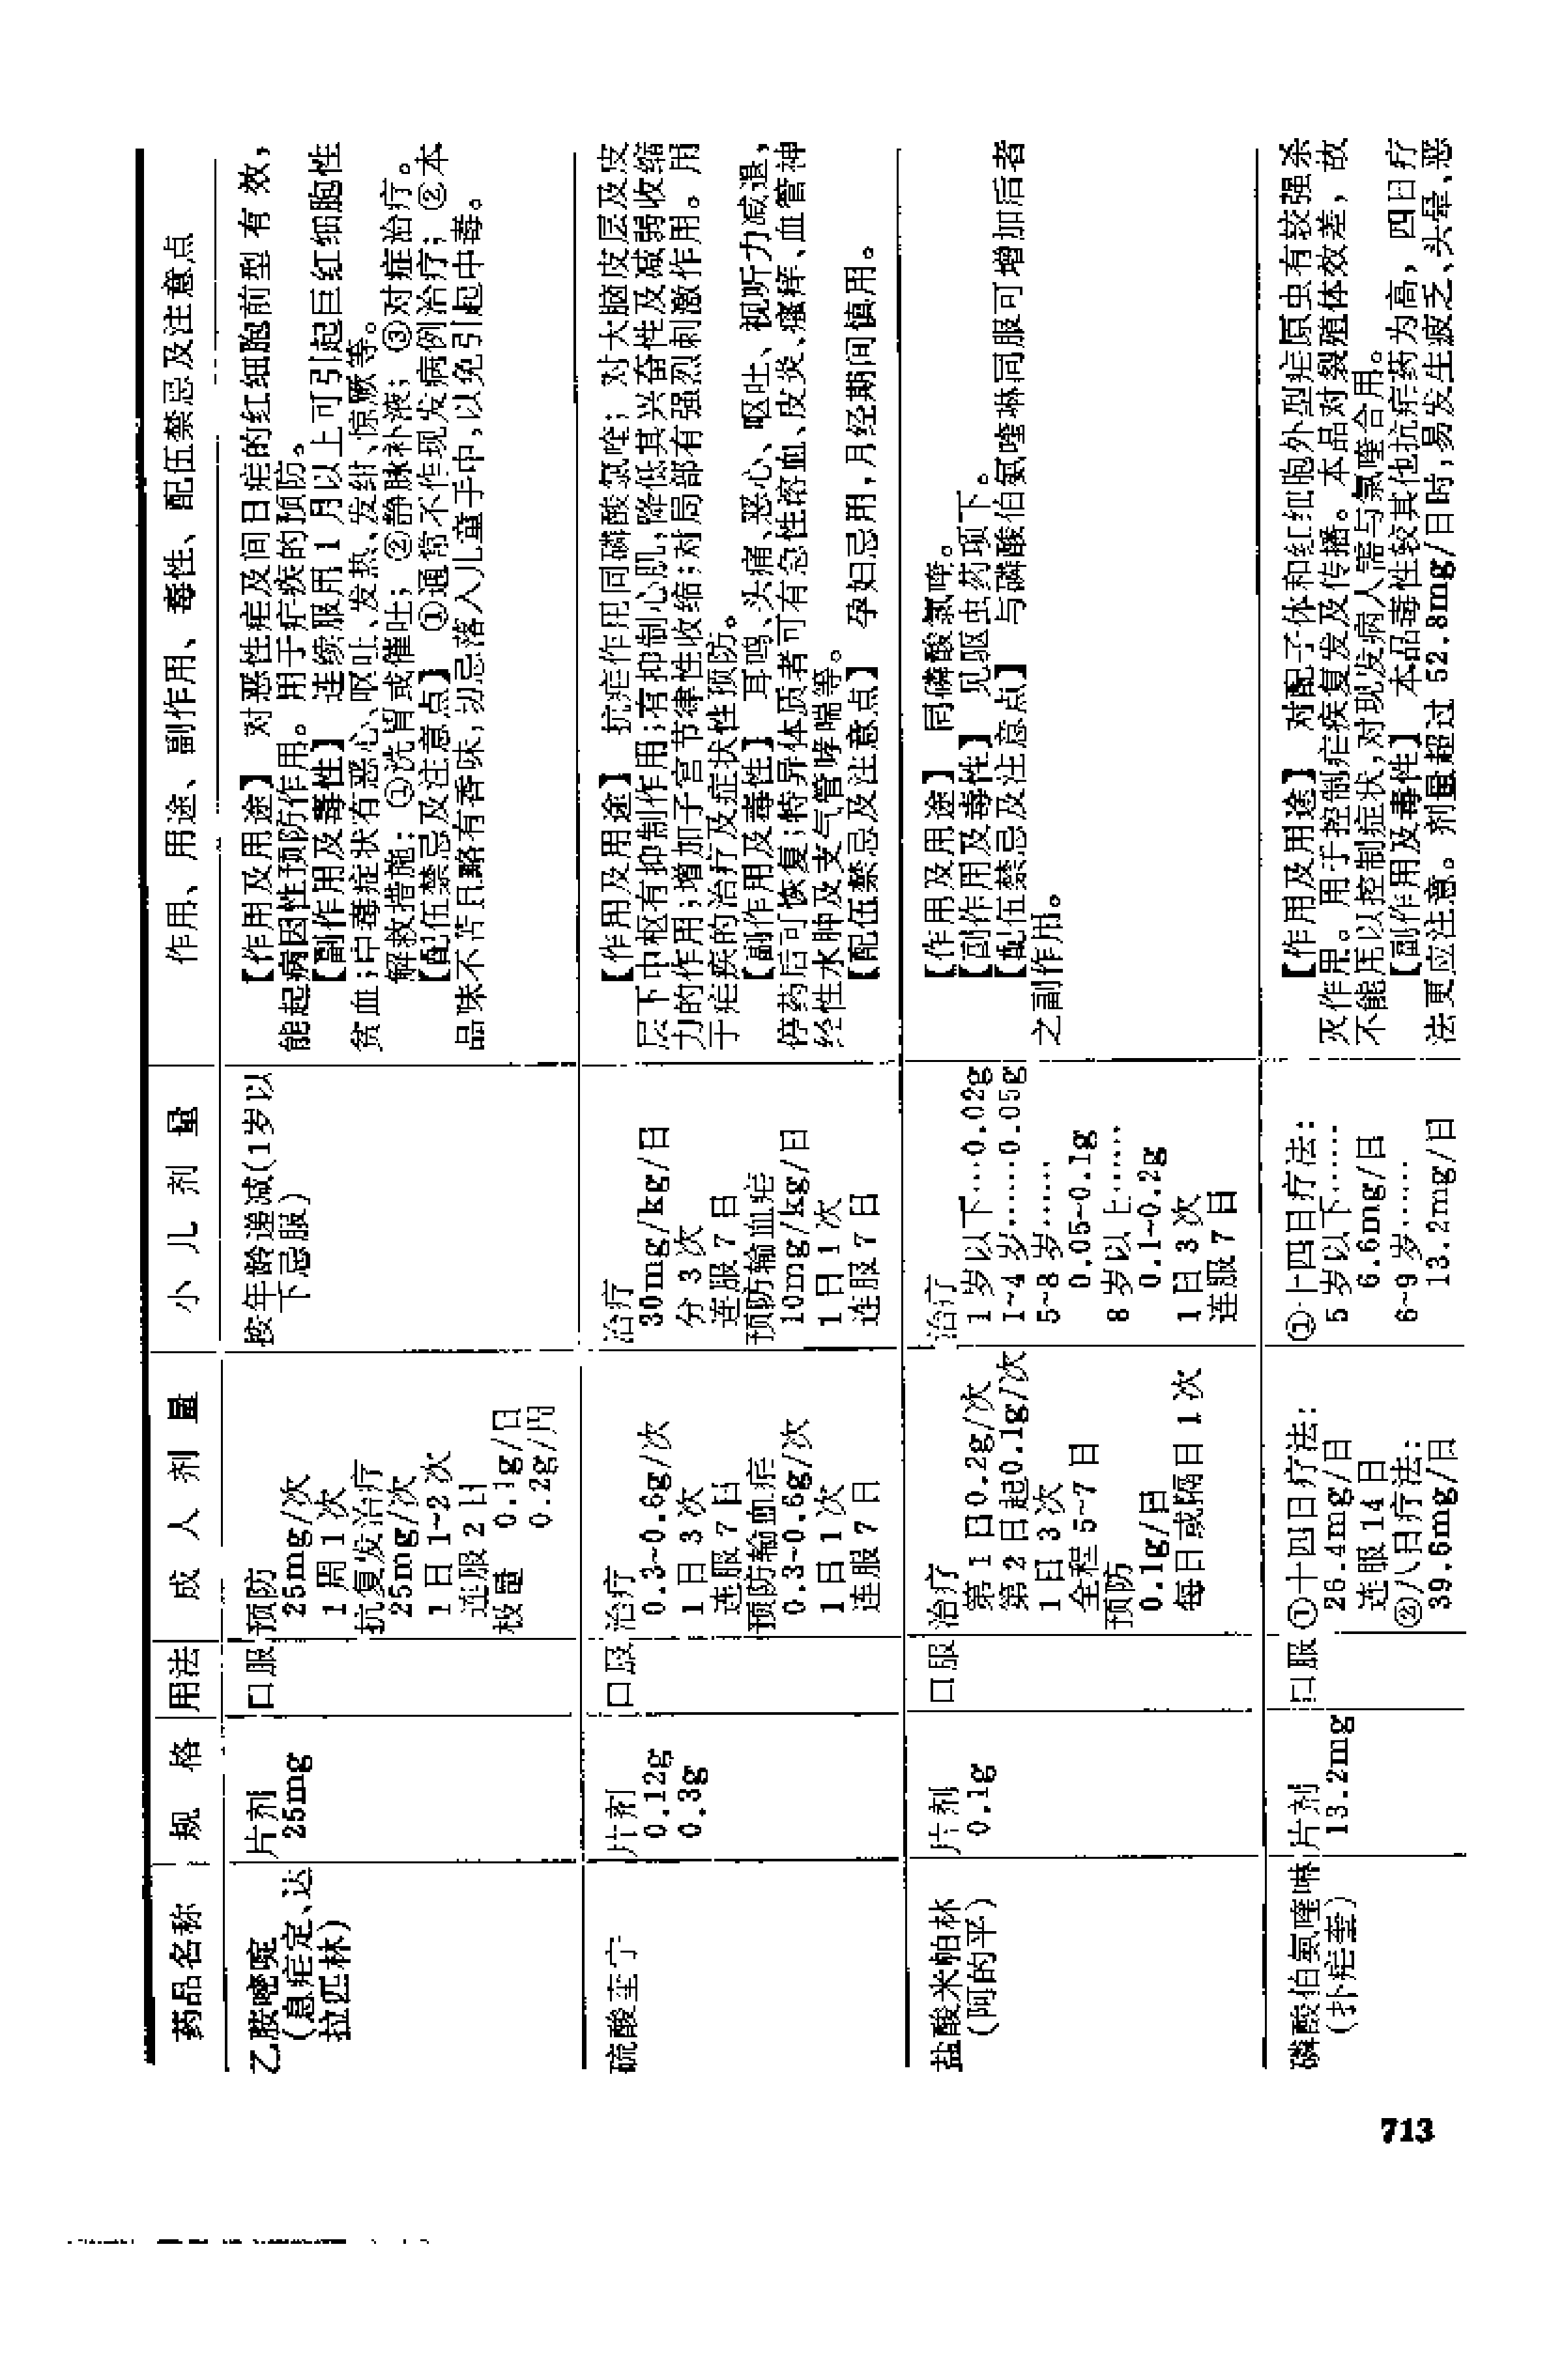 药品名称
规 格
用法
成 人 剂 量
小 儿 剂 量
作用、用途、副作用、毒性、配伍禁忌及注意点
乙胺嘧啶
(息疟定、达
拉匹林)
片剂
25mg
口服
预防
25mg/次
1周1次
抗复发治疗
25mg/次
1日1~2次
连服2日
极量 0.1g/日
0.2g/周
按年龄递减(1岁以
下忌服)
【作用及用途】 对恶性疟及间日疟的红细胞前型有效,
能起病因性预防作用。用于疟疾的预防。
【副作用及毒性】 连续服用1月以上可引起巨红细胞性
贫血;中毒症状有恶心、呕吐、发热、发绀、惊厥等。
解救措施:①洗胃或催吐;②静脉补液;③对症治疗。
【配伍禁忌及注意点】 ①通常不作现发病例治疗;②本
品味不苦且略有香味,切忌落入儿童手中,以免引起中毒。
硫酸奎宁
片剂
0.12g
0.3g
口服
治疗
0.3~0.6g/次
1日3次
连服7日
预防输血疟
0.3~0.6g/次
1日1次
连服7日
治疗
30mg/kg/日
分3次
连服7日
预防输血疟
10mg/kg/日
1日1次
连服7日
【作用及用途】 抗疟作用同磷酸氯喹;对大脑皮层及皮
层下中枢有抑制作用;有抑制心肌,降低其兴奋性及减弱收缩
力的作用;增加子宫节律性收缩;对局部有强烈刺激作用。用
于疟疾的治疗及症状性预防。
【副作用及毒性】 耳鸣、头痛、恶心、呕吐、视听力减退,
停药后可恢复;特异体质者可有急性溶血、皮炎、瘙痒、血管神
经性水肿及支气管哮喘等。
【配伍禁忌及注意点】 孕妇忌用,月经期间慎用。
盐酸米帕林
(阿的平)
片剂
0.1g
口服
治疗
第1日0.2g/次
第2日起0.1g/次
1日3次
全程5~7日
预防
0.1g/日
每日或隔日1次
治疗
1岁以下…0.02g
1~4岁……0.05g
5~8岁……
0.05~0.1g
8岁以上……
0.1~0.2g
1日3次
连服7日
【作用及用途】 同磷酸氯喹。
【副作用及毒性】 见驱虫药项下。
【配伍禁忌及注意点】 与磷酸伯氨喹啉同服可增加后者
之副作用。
磷酸伯氨喹啉
(扑疟奎)
片剂
13.2mg
口服
①十四日疗法:
26.4mg/日
连服14日
②八日疗法:
39.6mg/日
①十四日疗法:
5岁以下……
6.6mg/日
6~9岁……
13.2mg/日
【作用及用途】 对配子体和红细胞外型疟原虫有较强杀
灭作用。用于控制疟疾复发及传播。本品对裂殖体效差,故
不能用以控制症状,对现发病人需与氯喹合用。
【副作用及毒性】 本品毒性较其他抗疟药为高,四日疗
法更应注意。剂量超过52.8mg/日时,易发生疲乏、头晕、恶
713